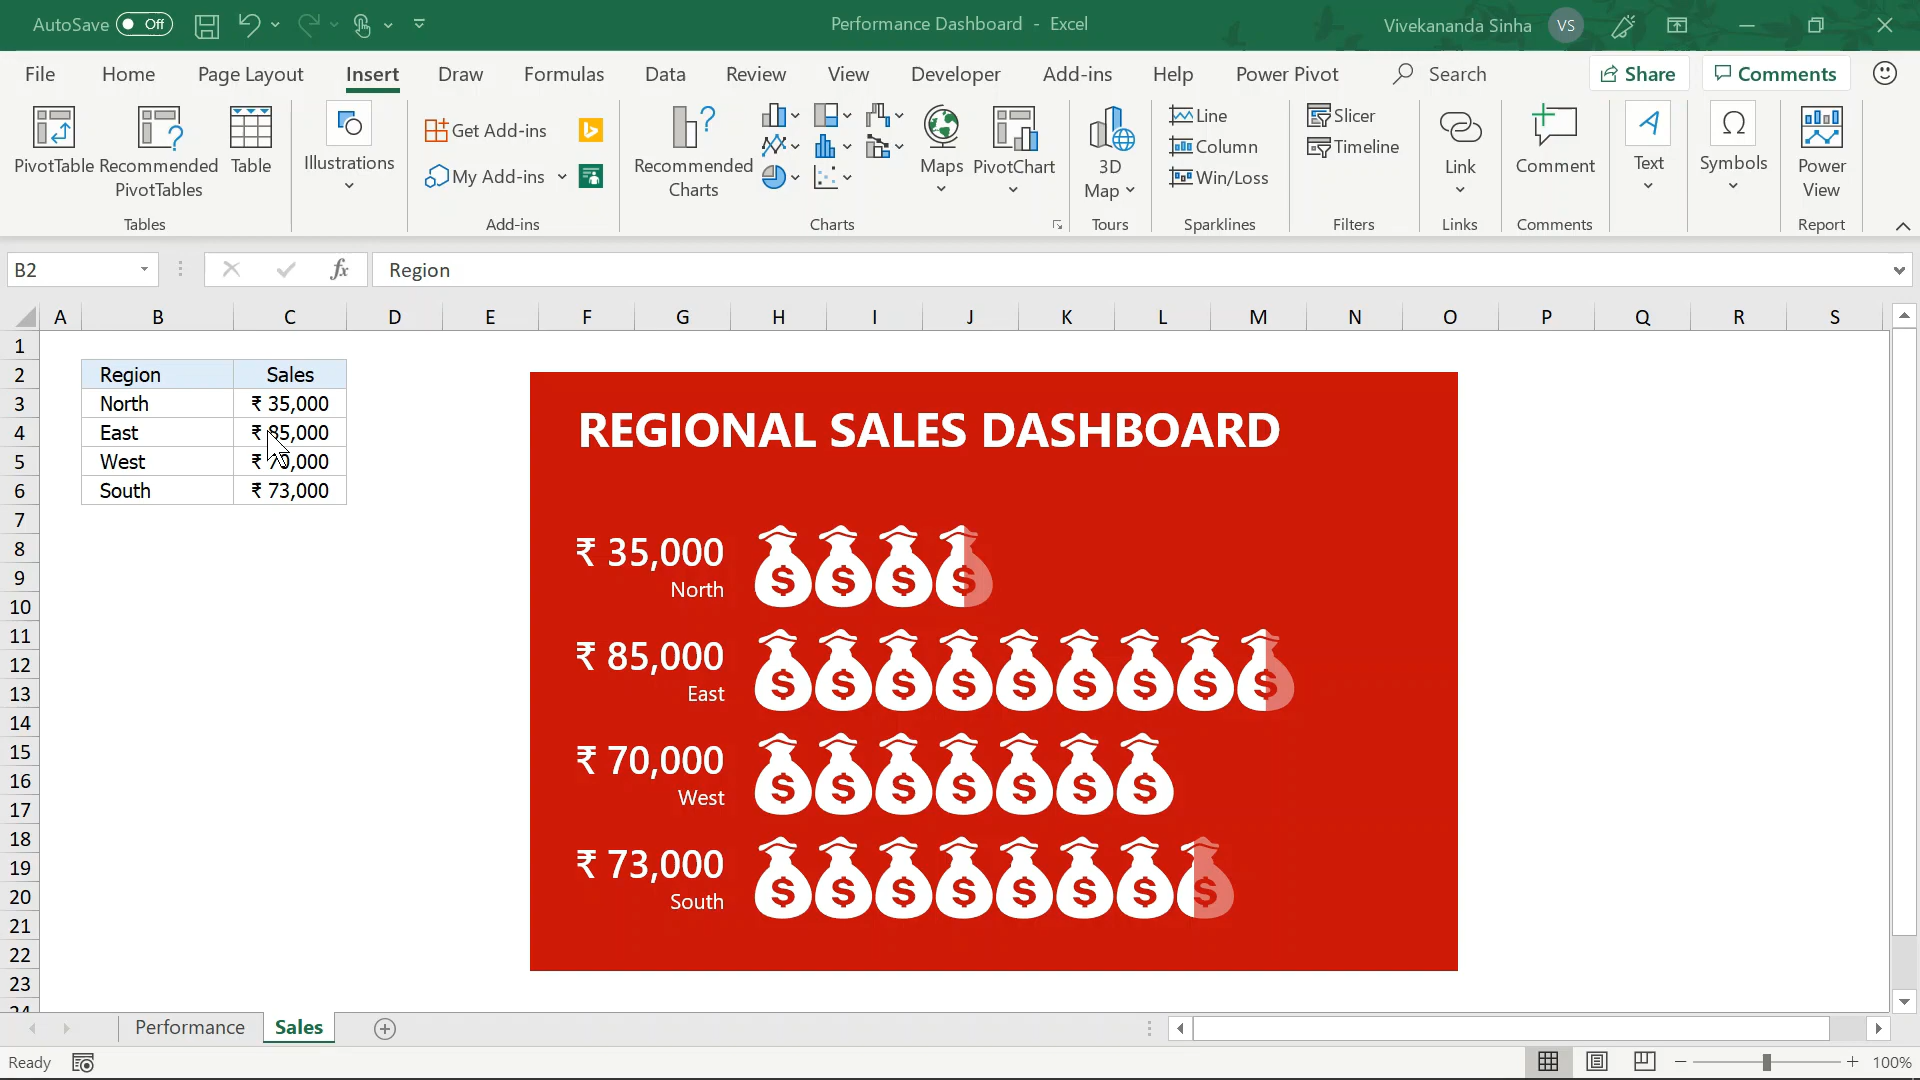 AutoSave Off
Performance Dashboard - Excel
Vivekananda Sinha VS
File Home Page Layout Insert Draw Formulas Data Review View Developer Add-ins Help Power Pivot Search Share Comments
PivotTable
Recommended
PivotTables
Table
Tables
Illustrations
Get Add-ins
My Add-ins
Add-ins
Recommended
Charts
Maps
PivotChart
Charts
3D
Map
Tours
Line
Column
Win/Loss
Sparklines
Slicer
Timeline
Filters
Link
Links
Comment
Comments
Text
Symbols
Power
View
Report
B2
fx
Region
A B C D E F G H I J K L M N O P Q R S
1
2 Region Sales
3 North ₹ 35,000
4 East ₹ 85,000
5 West ₹ 70,000
6 South ₹ 73,000
7
8
9
10
11
12
13
14
15
16
17
18
19
20
21
22
23
24
REGIONAL SALES DASHBOARD
₹ 35,000
North
$ $ $ $
₹ 85,000
East
$ $ $ $ $ $ $ $ $
₹ 70,000
West
$ $ $ $ $ $ $
₹ 73,000
South
$ $ $ $ $ $ $ $
Performance Sales
Ready
100%